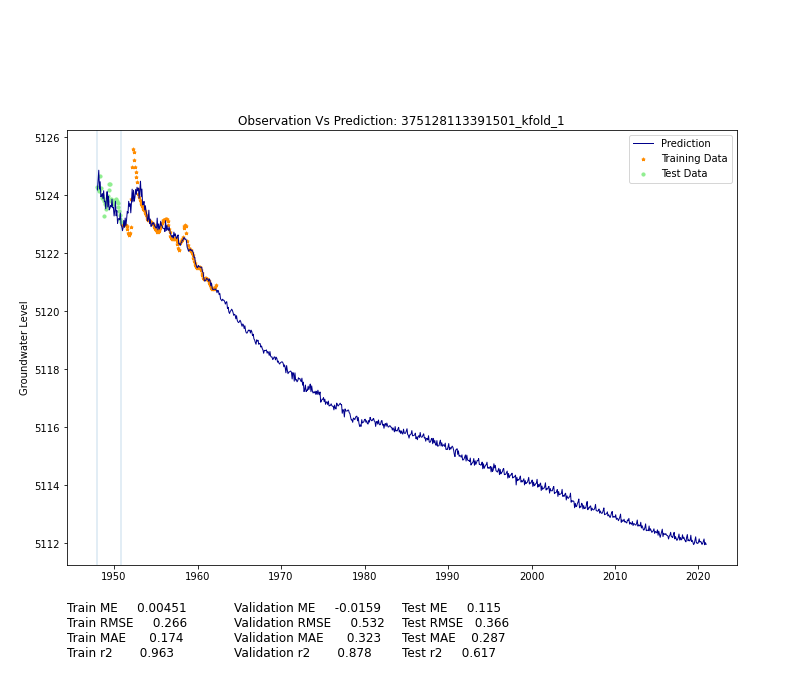 Observation Vs Prediction: 375128113391501_kfold_1
Prediction
Training Data
Test Data
Groundwater Level
5126
5124
5122
5120
5118
5116
5114
5112
1950 1960 1970 1980 1990 2000 2010 2020
Train ME 0.00451 Validation ME -0.0159 Test ME 0.115
Train RMSE 0.266 Validation RMSE 0.532 Test RMSE 0.366
Train MAE 0.174 Validation MAE 0.323 Test MAE 0.287
Train r2 0.963 Validation r2 0.878 Test r2 0.617